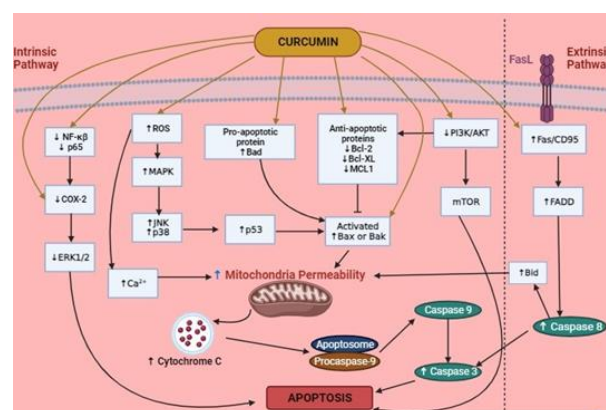 CURCUMIN
Intrinsic
Pathway
FasL
Extrinsi
Pathwa
↓ NF-κβ
↓ p65
↑ROS
Pro-apoptotic
protein
↑Bad
Anti-apoptotic
proteins
↓Bcl-2
↓Bcl-XL
↓MCL1
↓PI3K/AKT
↑Fas/CD95
↑MAPK
↓COX-2
mTOR
↑FADD
↑JNK
↑p38
↑p53
Activated
↑Bax or Bak
↓ERK1/2
↑Ca²⁺
↑ Mitochondria Permeability
↑Bid
Caspase 9
↑ Caspase 8
↑ Cytochrome C
Apoptosome
Procaspase-9
↑ Caspase 3
APOPTOSIS